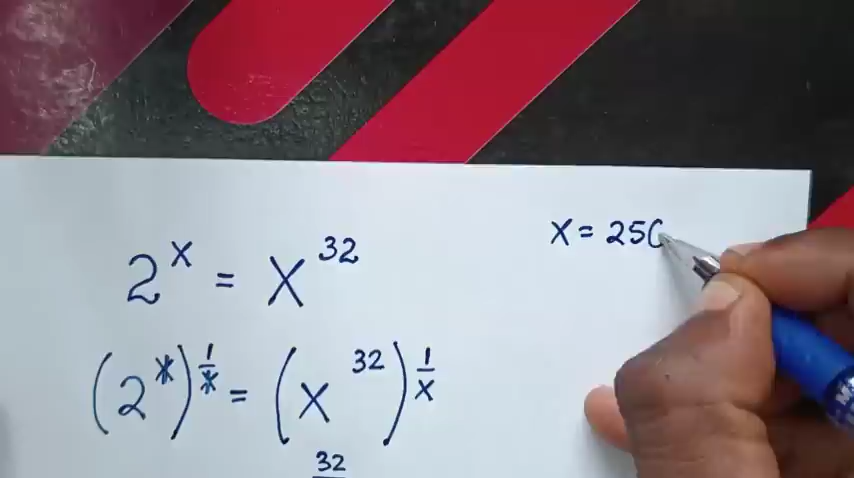 2^x = x^32
x = 25
(2^x)^(1/x) = (x^32)^(1/x)
32